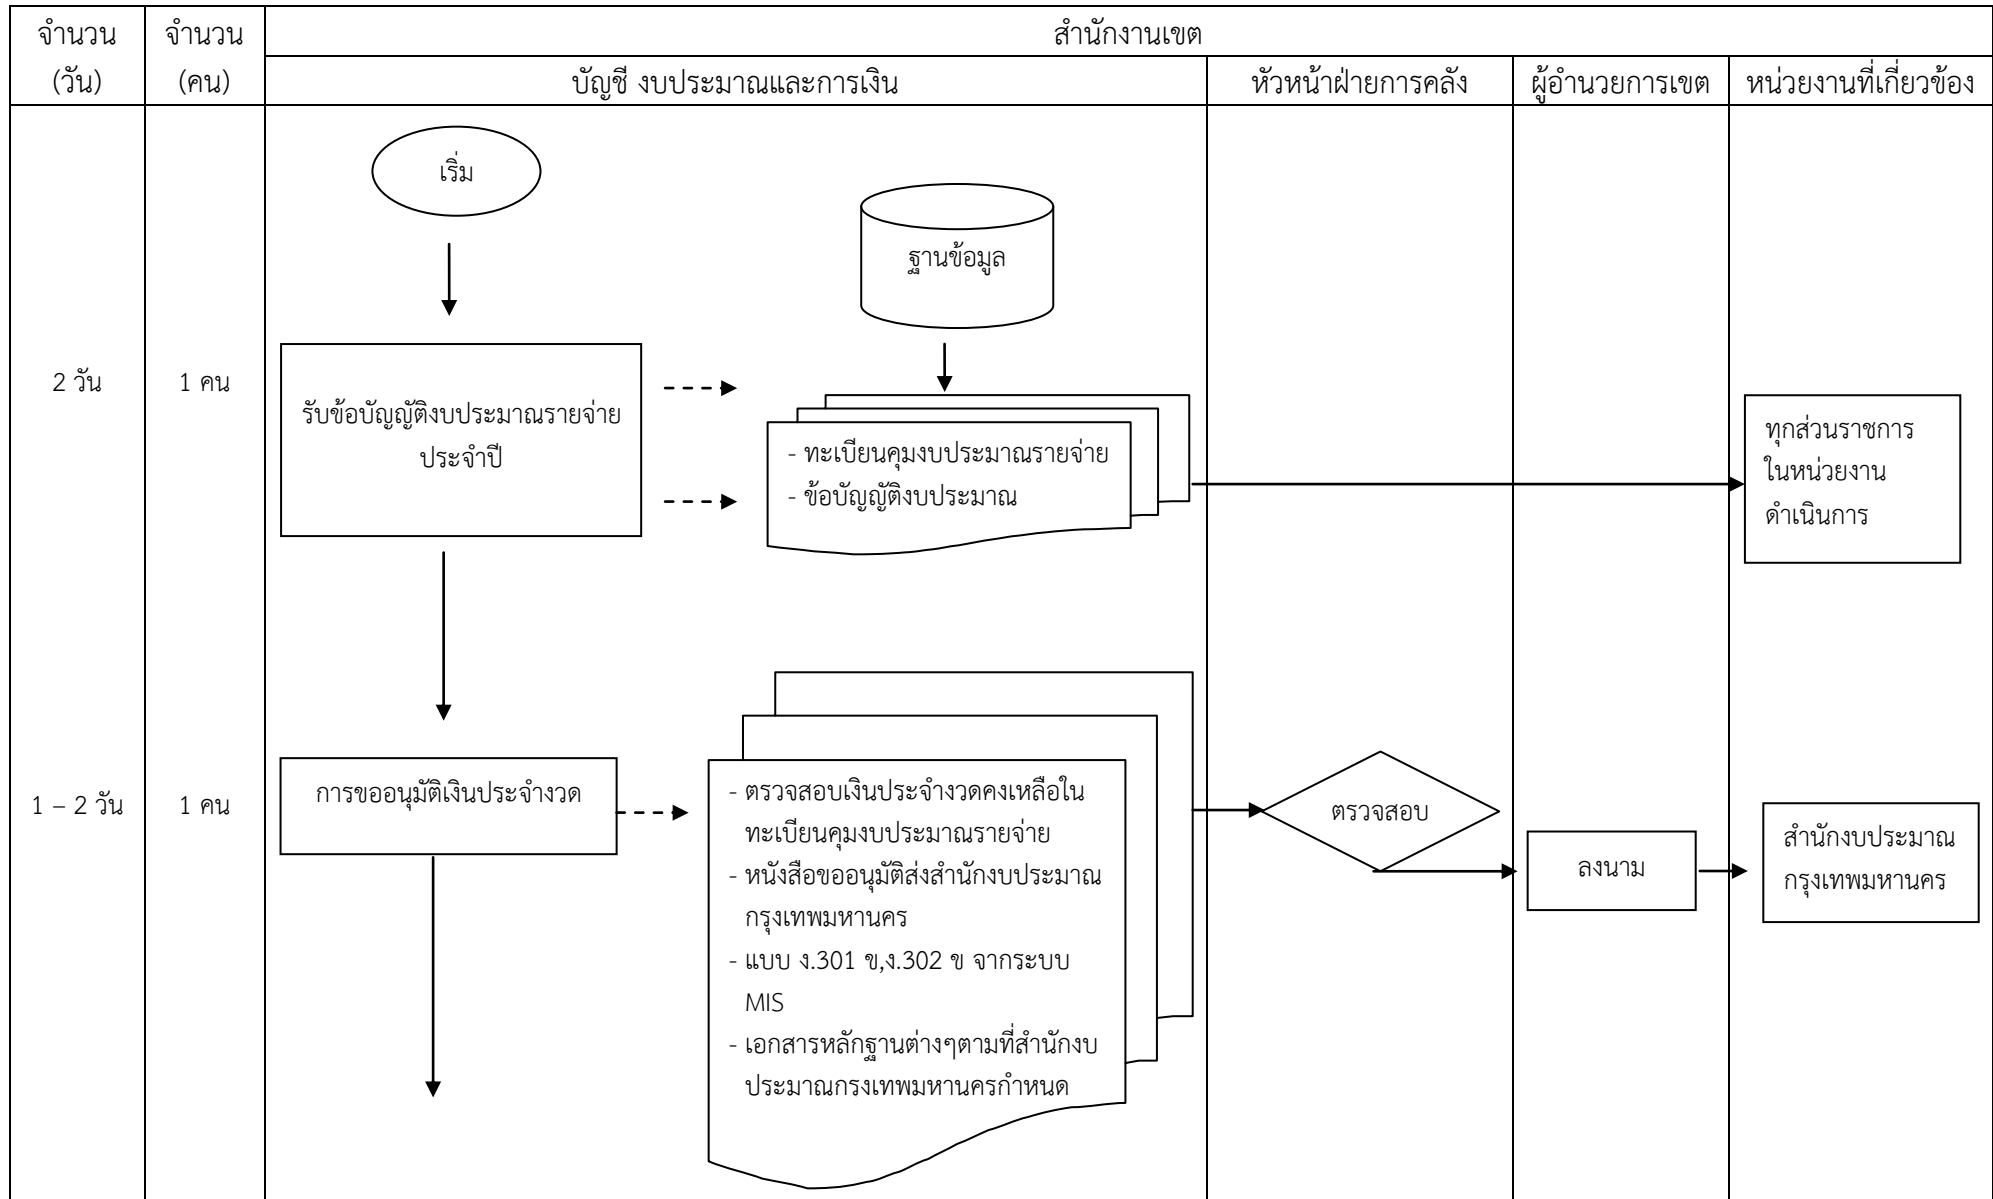 จำนวน
(วัน)
จำนวน
(คน)
สำนักงานเขต
บัญชี งบประมาณและการเงิน
หัวหน้าฝ่ายการคลัง
ผู้อำนวยการเขต
หน่วยงานที่เกี่ยวข้อง
เริ่ม
ฐานข้อมูล
2 วัน
1 คน
รับข้อบัญญัติงบประมาณรายจ่าย
ประจำปี
- ทะเบียนคุมงบประมาณรายจ่าย
- ข้อบัญญัติงบประมาณ
ทุกส่วนราชการ
ในหน่วยงาน
ดำเนินการ
1 – 2 วัน
1 คน
การขออนุมัติเงินประจำงวด
- ตรวจสอบเงินประจำงวดคงเหลือใน
ทะเบียนคุมงบประมาณรายจ่าย
- หนังสือขออนุมัติส่งสำนักงบประมาณ
กรุงเทพมหานคร
- แบบ ง.301 ข,ง.302 ข จากระบบ
MIS
- เอกสารหลักฐานต่างๆตามที่สำนักงบ
ประมาณกรงเทพมหานครกำหนด
ตรวจสอบ
ลงนาม
สำนักงบประมาณ
กรุงเทพมหานคร